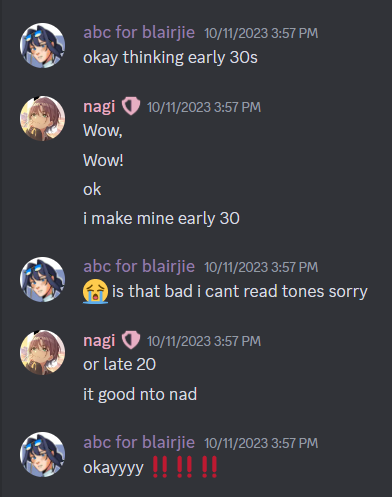 abc for blairjie 10/11/2023 3:57 PM
okay thinking early 30s
nagi 10/11/2023 3:57 PM
Wow,
Wow!
ok
i make mine early 30
abc for blairjie 10/11/2023 3:57 PM
😭 is that bad i cant read tones sorry
nagi 10/11/2023 3:57 PM
or late 20
it good nto nad
abc for blairjie 10/11/2023 3:57 PM
okayyyy ‼️‼️‼️